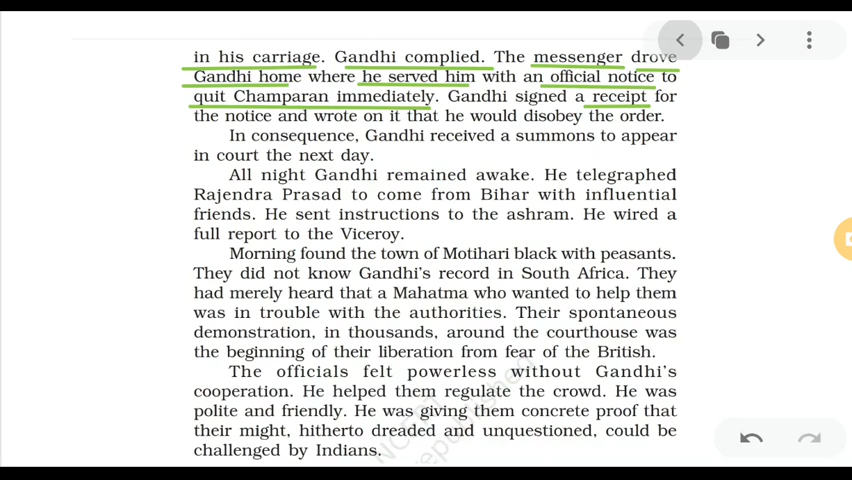 in his carriage. Gandhi complied. The messenger drove
Gandhi home where he served him with an official notice to
quit Champaran immediately. Gandhi signed a receipt for
the notice and wrote on it that he would disobey the order.
In consequence, Gandhi received a summons to appear
in court the next day.
All night Gandhi remained awake. He telegraphed
Rajendra Prasad to come from Bihar with influential
friends. He sent instructions to the ashram. He wired a
full report to the Viceroy.
Morning found the town of Motihari black with peasants.
They did not know Gandhi's record in South Africa. They
had merely heard that a Mahatma who wanted to help them
was in trouble with the authorities. Their spontaneous
demonstration, in thousands, around the courthouse was
the beginning of their liberation from fear of the British.
The officials felt powerless without Gandhi's
cooperation. He helped them regulate the crowd. He was
polite and friendly. He was giving them concrete proof that
their might, hitherto dreaded and unquestioned, could be
challenged by Indians.